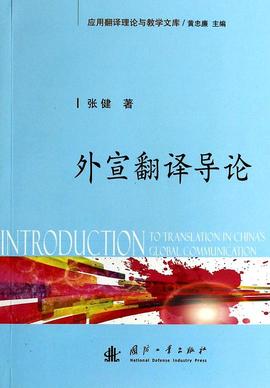 应用翻译理论与教学文库/黄忠廉 主编
张健 著
外宣翻译导论
INTRODUCTION TO TRANSLATION IN CHINA'S
GLOBAL COMMUNICATION
国防工业出版社
National Defense Industry Press